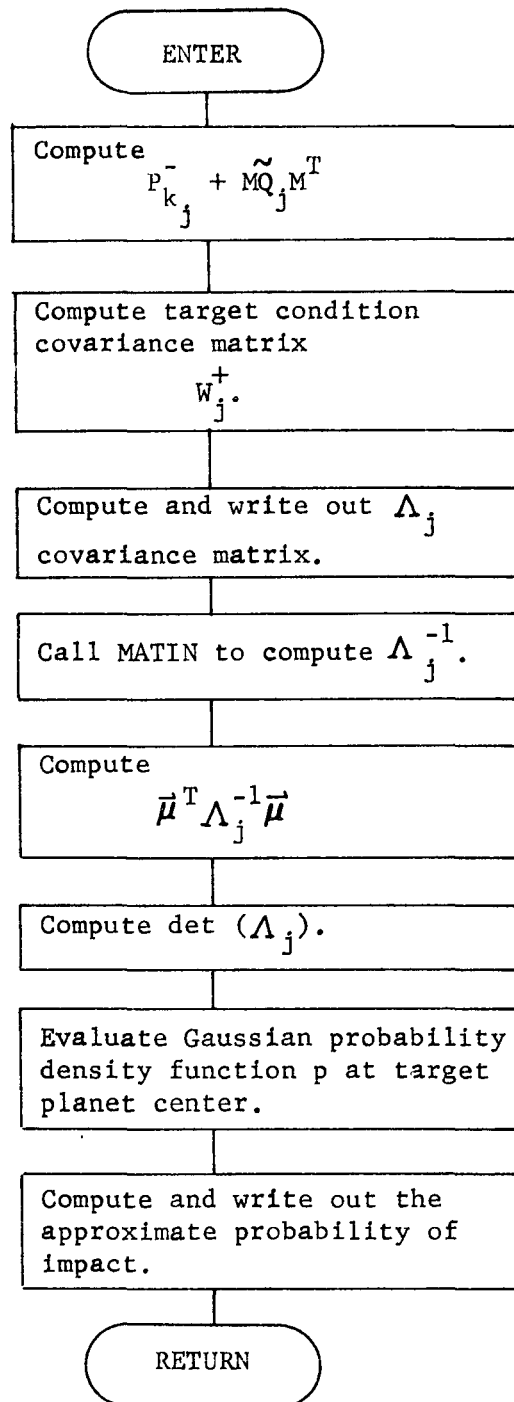 ENTER
Compute
P_{k_j}^- + MQ̃_jM^T
Compute target condition
covariance matrix
W_j^+.
Compute and write out Λ_j
covariance matrix.
Call MATIN to compute Λ_j^{-1}.
Compute
μ⃗^T Λ_j^{-1} μ⃗
Compute det (Λ_j).
Evaluate Gaussian probability
density function p at target
planet center.
Compute and write out the
approximate probability of
impact.
RETURN